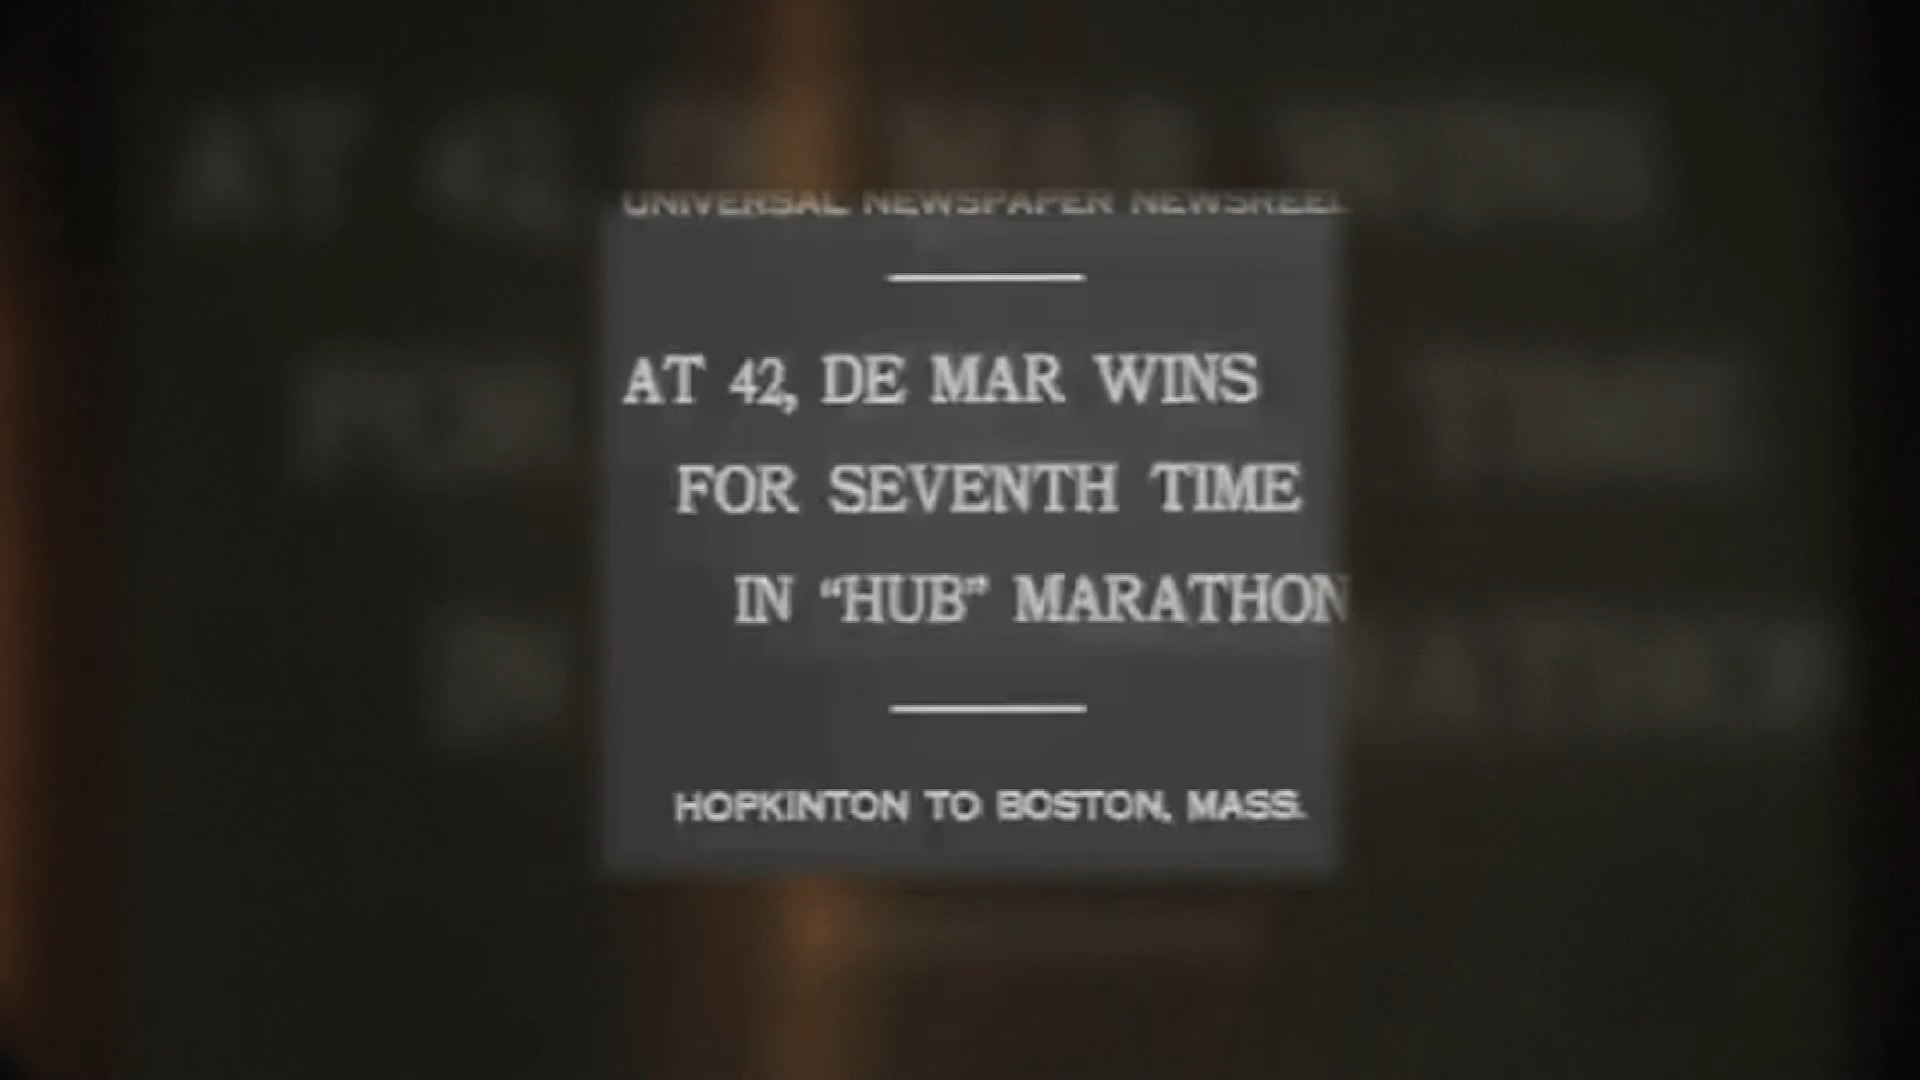 UNIVERSAL NEWSPAPER NEWSREEL
AT 42, DE MAR WINS
FOR SEVENTH TIME
IN "HUB" MARATHON
HOPKINTON TO BOSTON, MASS.